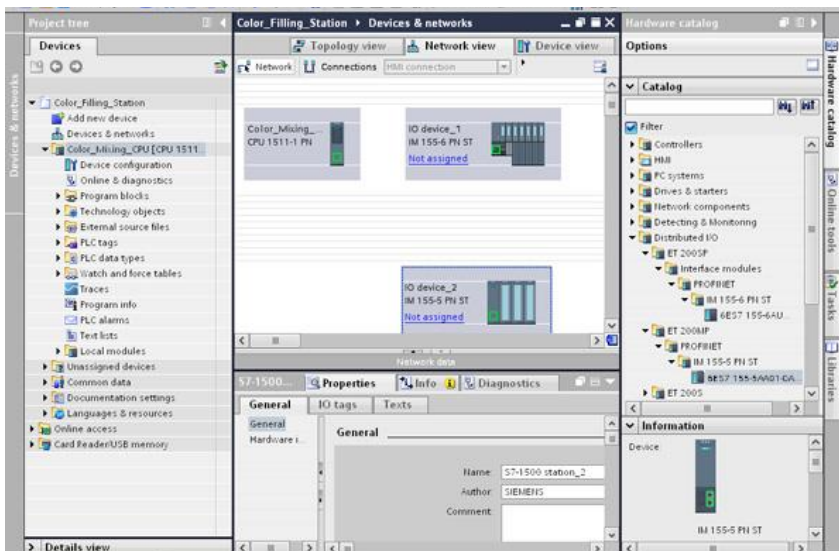 Project tree
Devices
Color_Filling_Station
Add new device
Devices & networks
Color_Mixing_CPU [CPU 1511
Device configuration
Online & diagnostics
Program blocks
Technology objects
External source files
PLC tags
PLC data types
Watch and force tables
Traces
Program info
PLC alarms
Text lists
Local modules
Unassigned devices
Common data
Documentation settings
Languages & resources
Online access
Card Reader/USB memory
Details view
Devices & networks
Color_Filling_Station ▸ Devices & networks
Topology view
Network view
Device view
Network
Connections
HMI connection
Color_Mixing_...
CPU 1511-1 PN
IO device_1
IM 155-6 PN ST
Not assigned
IO device_2
IM 155-5 PN ST
Not assigned
Network data
S7-1500...
Properties
Info
Diagnostics
General
IO tags
Texts
General
Hardware i...
General
Name: S7-1500 station_2
Author: SIEMENS
Comment:
Hardware catalog
Options
Catalog
Filter
Controllers
HMI
PC systems
Drives & starters
Network components
Detecting & Monitoring
Distributed I/O
ET 200SP
Interface modules
PROFINET
IM 155-6 PN ST
6ES7 155-6AU...
ET 200MP
PROFINET
IM 155-5 PN ST
6ES7 155-5AA01-0A...
ET 200S
Information
Device:
IM 155-5 PN ST
Hardware catalog
Online tools
Tasks
Libraries